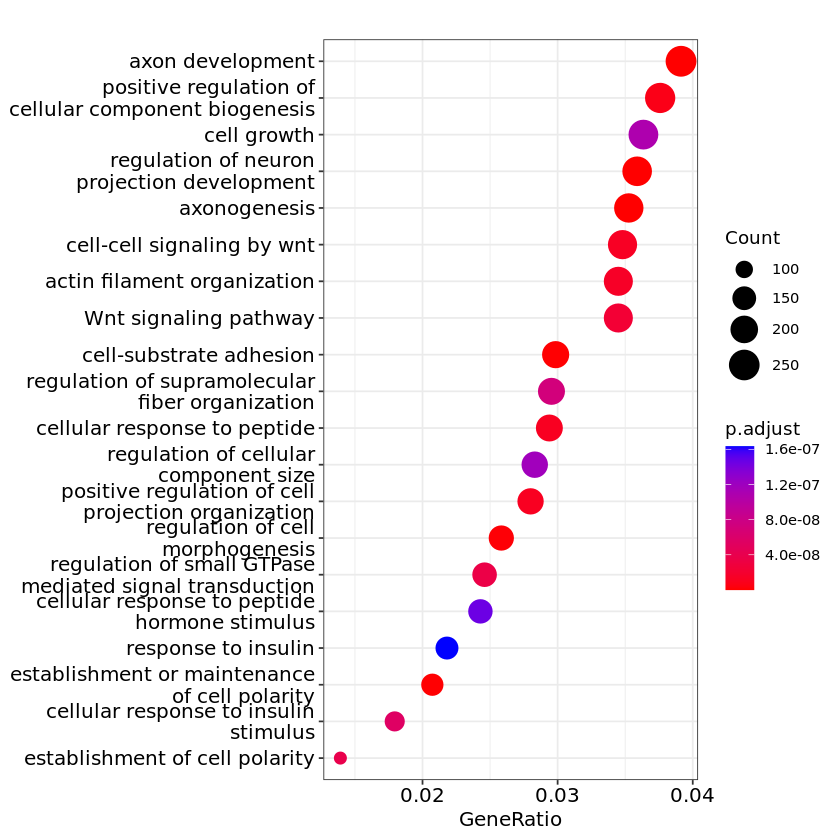 axon development
positive regulation of
cellular component biogenesis
cell growth
regulation of neuron
projection development
axonogenesis
cell-cell signaling by wnt
actin filament organization
Wnt signaling pathway
cell-substrate adhesion
regulation of supramolecular
fiber organization
cellular response to peptide
regulation of cellular
component size
positive regulation of cell
projection organization
regulation of cell
morphogenesis
regulation of small GTPase
mediated signal transduction
cellular response to peptide
hormone stimulus
response to insulin
establishment or maintenance
of cell polarity
cellular response to insulin
stimulus
establishment of cell polarity
0.02 0.03 0.04
GeneRatio
Count
100
150
200
250
p.adjust
1.6e-07
1.2e-07
8.0e-08
4.0e-08